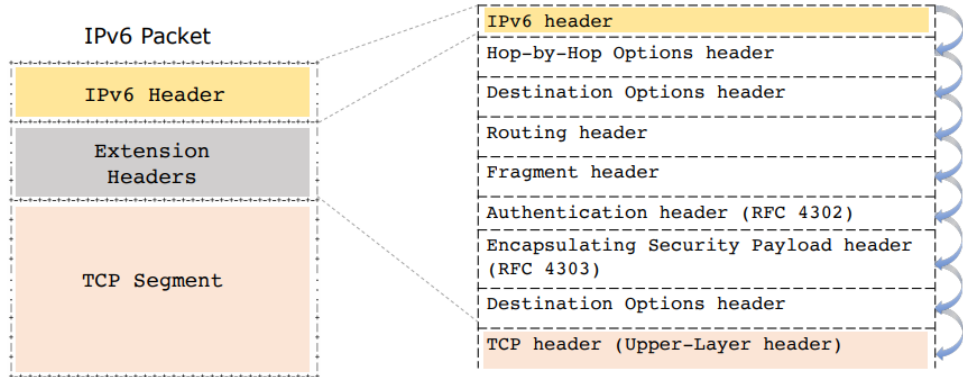 IPv6 Packet
IPv6 Header
Extension
Headers
TCP Segment
IPv6 header
Hop-by-Hop Options header
Destination Options header
Routing header
Fragment header
Authentication header (RFC 4302)
Encapsulating Security Payload header
(RFC 4303)
Destination Options header
TCP header (Upper-Layer header)